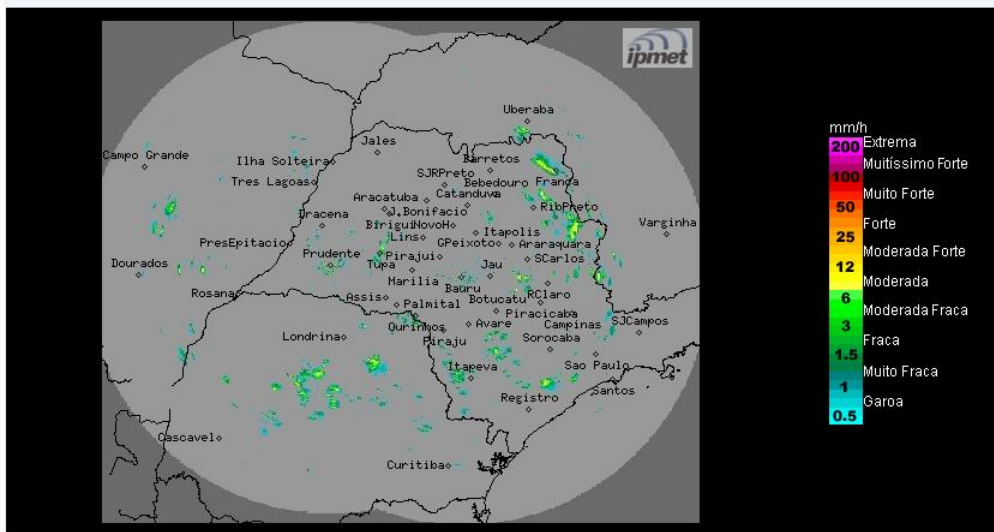 ipmet
Uberaba
Jales
Campo Grande
Ilha Solteira
Barretos
SJRPreto
Tres Lagoas
Bebedouro Franca
Catanduva
Aracatuba
J.Bonifacio
RibPreto
Dracena
Varginha
BiriguiNovoH
Itapolis
Lins
PresEpitacio
GPeixoto
Araraquara
Prudente
Pirajui
SCarlos
Dourados
Tupa
Jau
Marilia
Bauru
Rosana
Assis
Botucatu
RClaro
Palmital
Piracicaba
Ourinhos
Avare
Campinas
SJCampos
Londrina
Piraju
Sorocaba
Itapeva
Sao Paulo
Santos
Registro
Cascavel
Curitiba
mm/h
200 Extrema
Muitíssimo Forte
100
Muito Forte
50
Forte
25
Moderada Forte
12
Moderada
6
Moderada Fraca
3
Fraca
1.5
Muito Fraca
1
Garoa
0.5